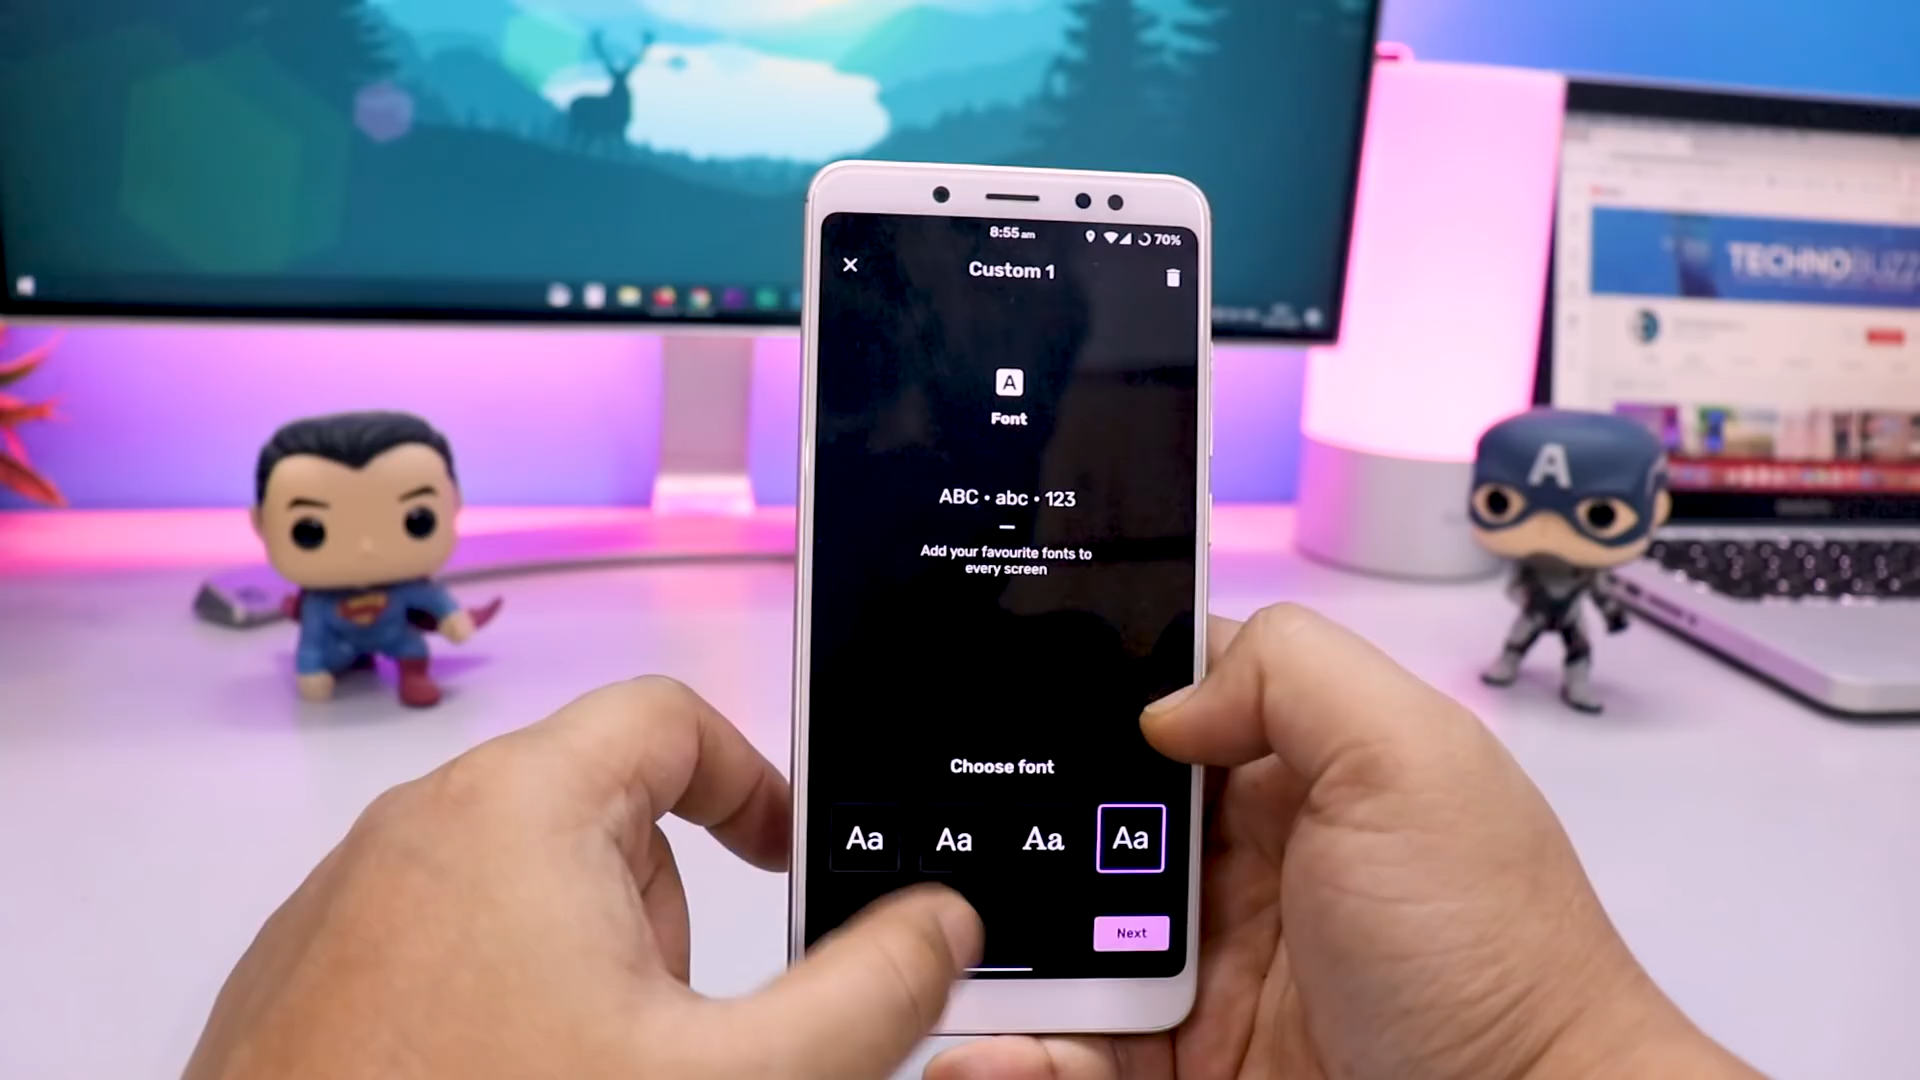 8:55 am 70%
Custom 1
A
Font
ABC • abc • 123
Add your favourite fonts to
every screen
Choose font
Aa Aa Aa Aa
Next
TECHNOBUZZ
A